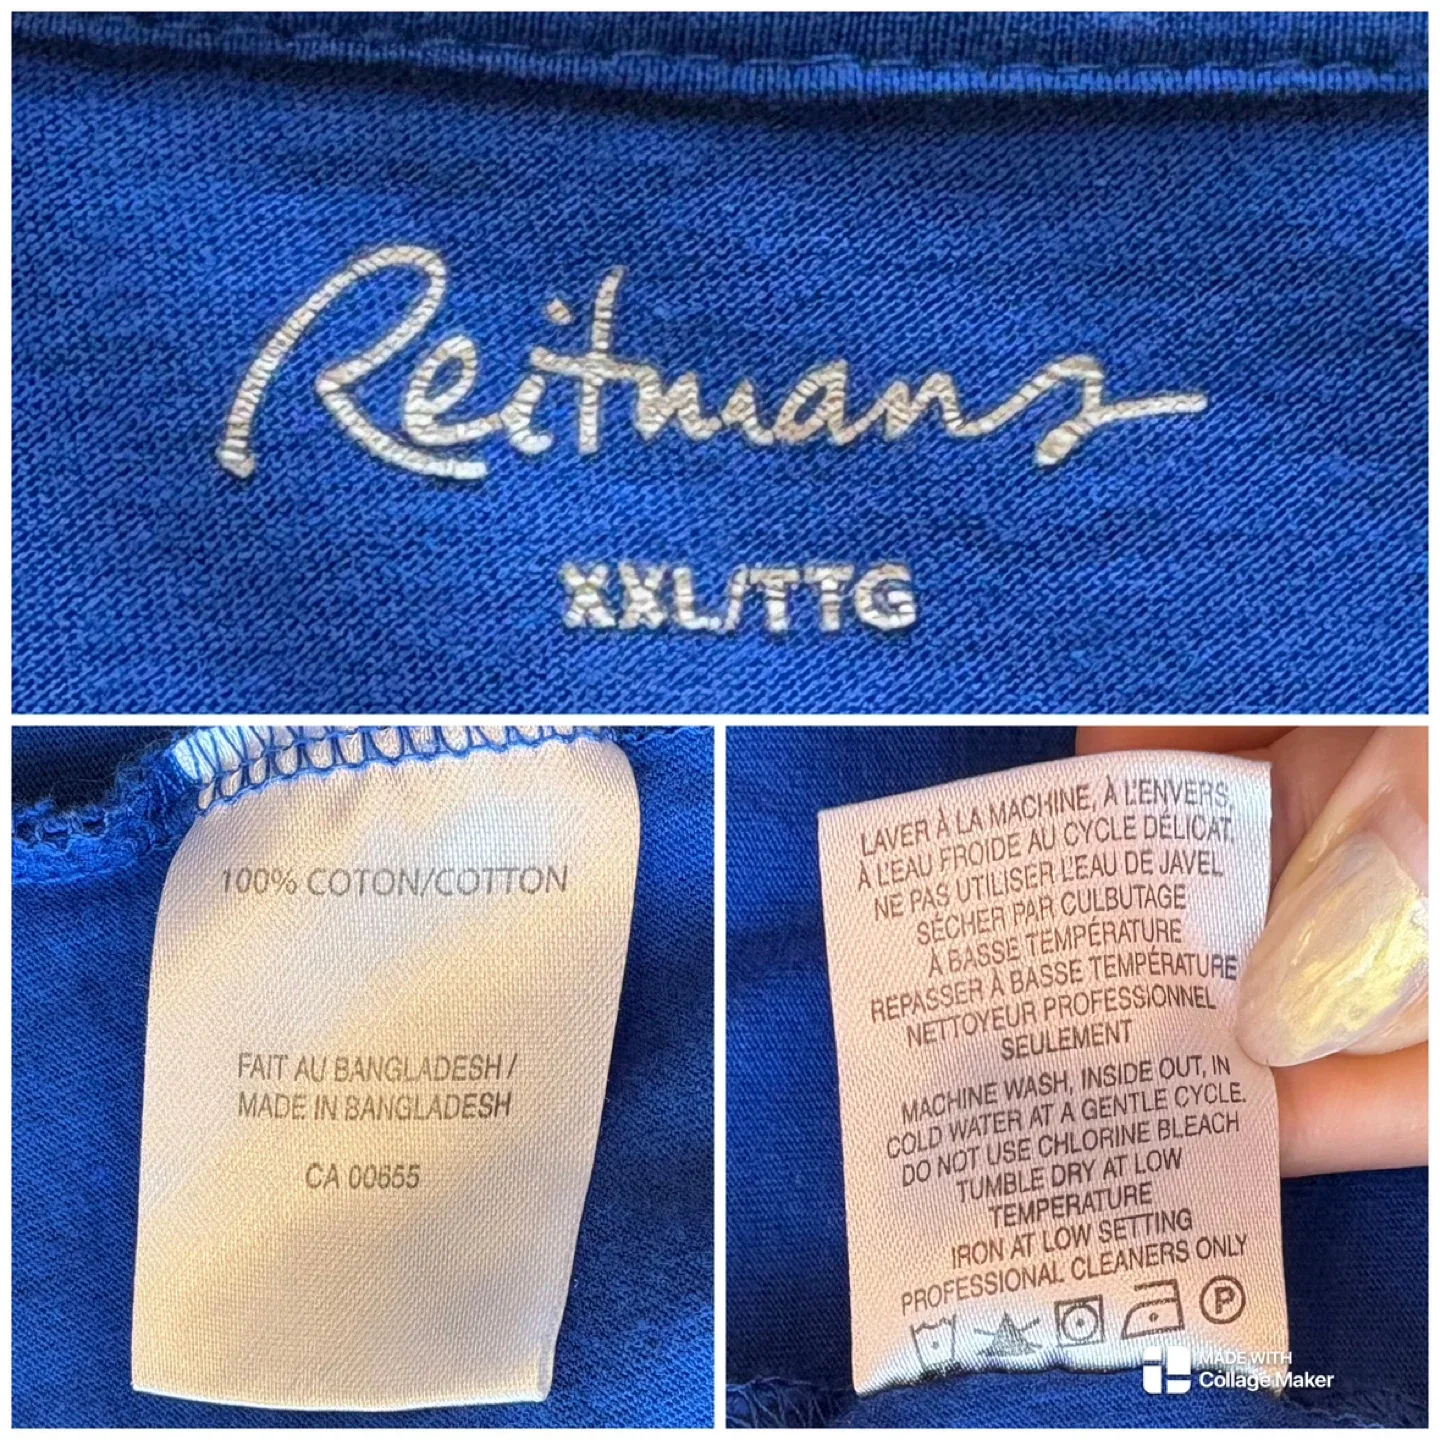 Reitmans
XXL/TTG
100% COTON/COTTON
FAIT AU BANGLADESH /
MADE IN BANGLADESH
CA 00655
LAVER À LA MACHINE, À L'ENVERS,
À L'EAU FROIDE AU CYCLE DÉLICAT.
NE PAS UTILISER L'EAU DE JAVEL
SÉCHER PAR CULBUTAGE
À BASSE TEMPÉRATURE
REPASSER À BASSE TEMPÉRATURE
NETTOYEUR PROFESSIONNEL
SEULEMENT
MACHINE WASH, INSIDE OUT, IN
COLD WATER AT A GENTLE CYCLE.
DO NOT USE CHLORINE BLEACH
TUMBLE DRY AT LOW
TEMPERATURE
IRON AT LOW SETTING
PROFESSIONAL CLEANERS ONLY
P
MADE WITH
Collage Maker